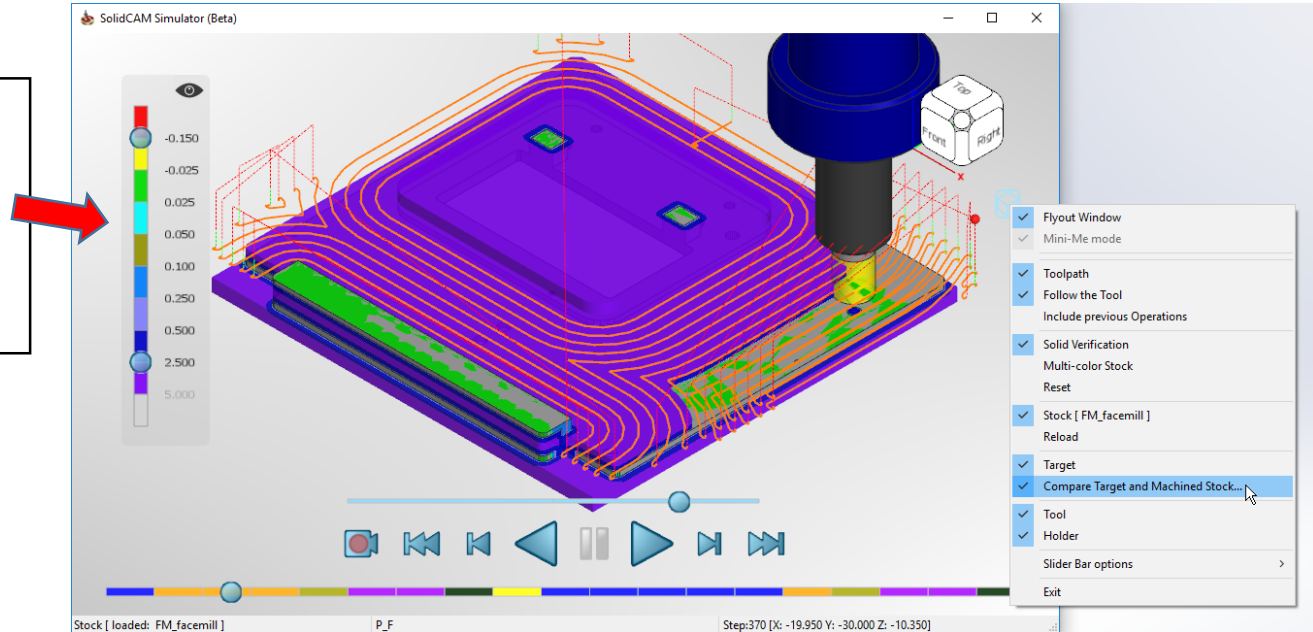 SolidCAM Simulator (Beta)
-0.150
-0.025
0.025
0.050
0.100
0.250
0.500
2.500
5.000
Top
Front
Right
x
Flyout Window
Mini-Me mode
Toolpath
Follow the Tool
Include previous Operations
Solid Verification
Multi-color Stock
Reset
Stock [ FM_facemill ]
Reload
Target
Compare Target and Machined Stock...
Tool
Holder
Slider Bar options
Exit
Stock [ loaded: FM_facemill ]
P_F
Step:370 [X: -19.950 Y: -30.000 Z: -10.350]